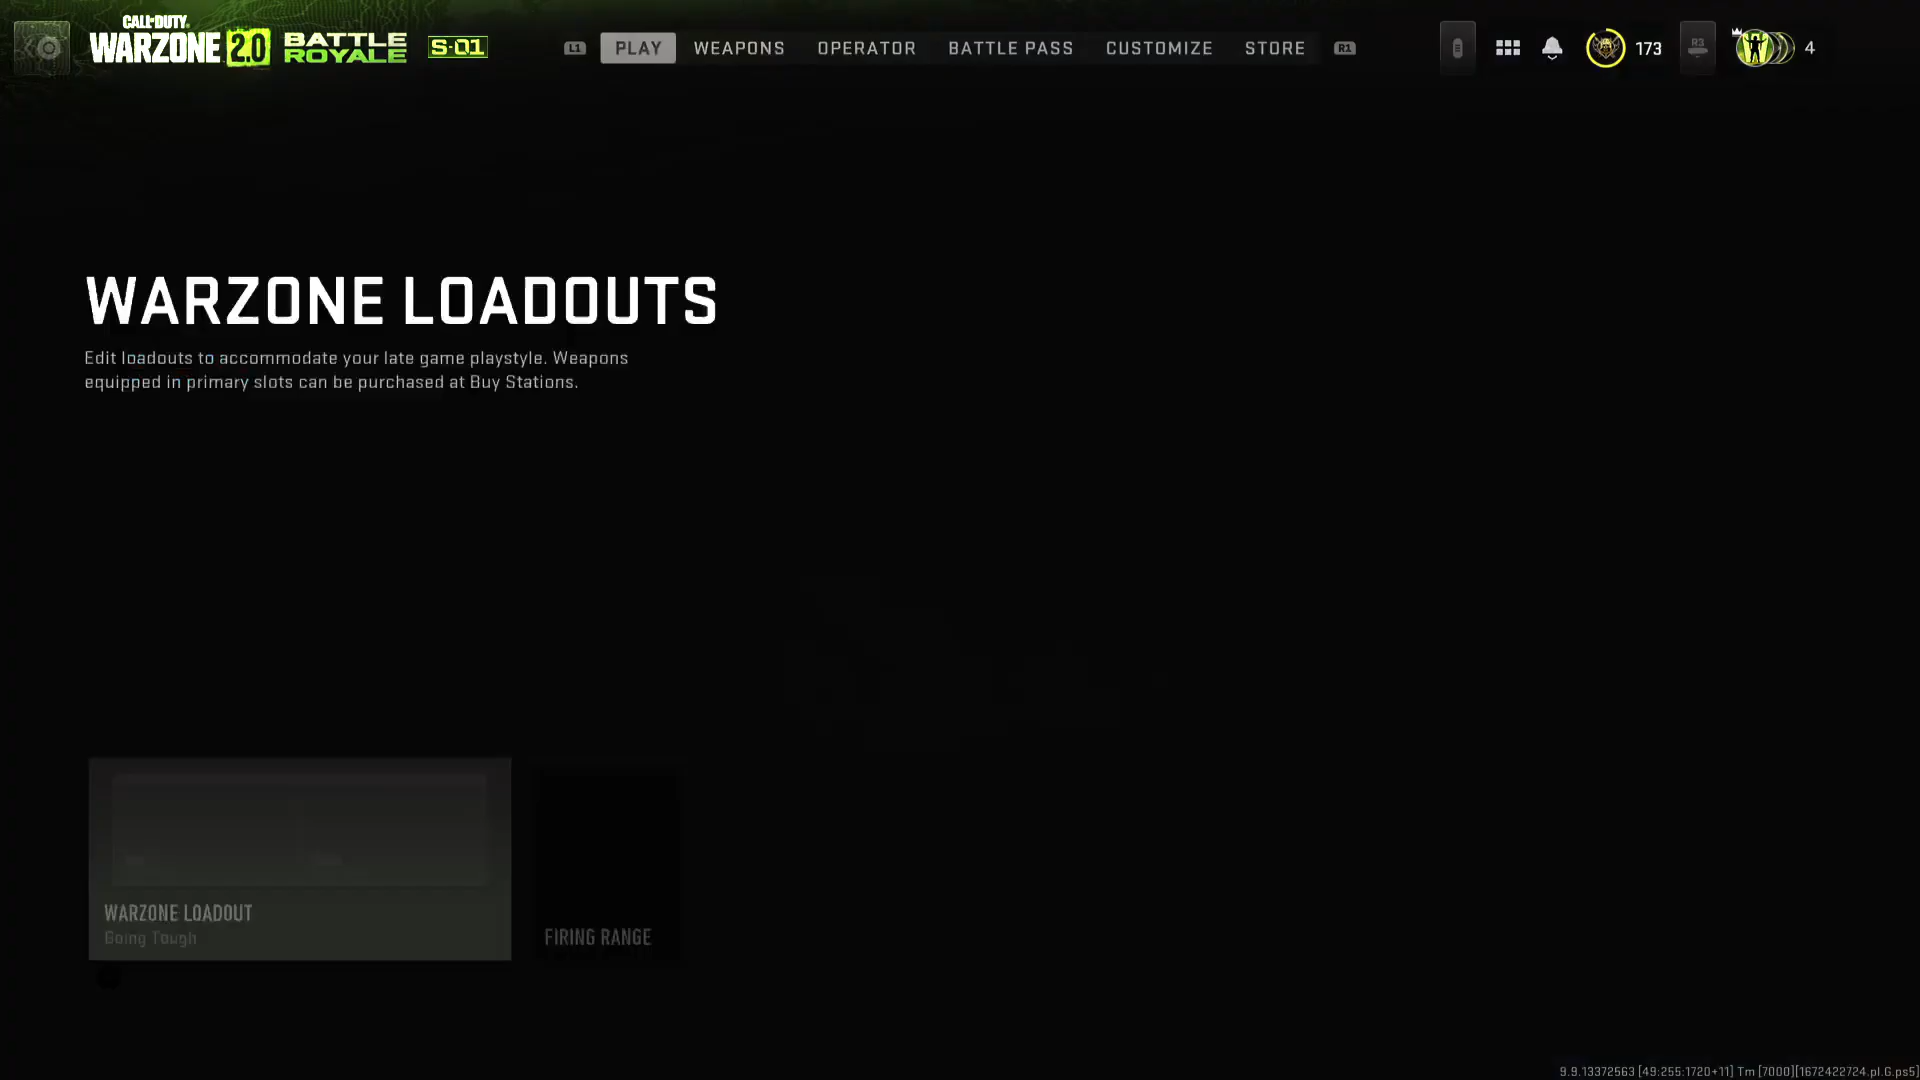 CALL OF DUTY
WARZONE 2.0 BATTLE ROYALE S-01
L1 PLAY WEAPONS OPERATOR BATTLE PASS CUSTOMIZE STORE R1
173 R3 4
WARZONE LOADOUTS
Edit loadouts to accommodate your late game playstyle. Weapons
equipped in primary slots can be purchased at Buy Stations.
WARZONE LOADOUT
Going Tough
FIRING RANGE
9.9.13372563 [49:255:1720+11] Tm [7000][1672422724.pl.G.ps5]